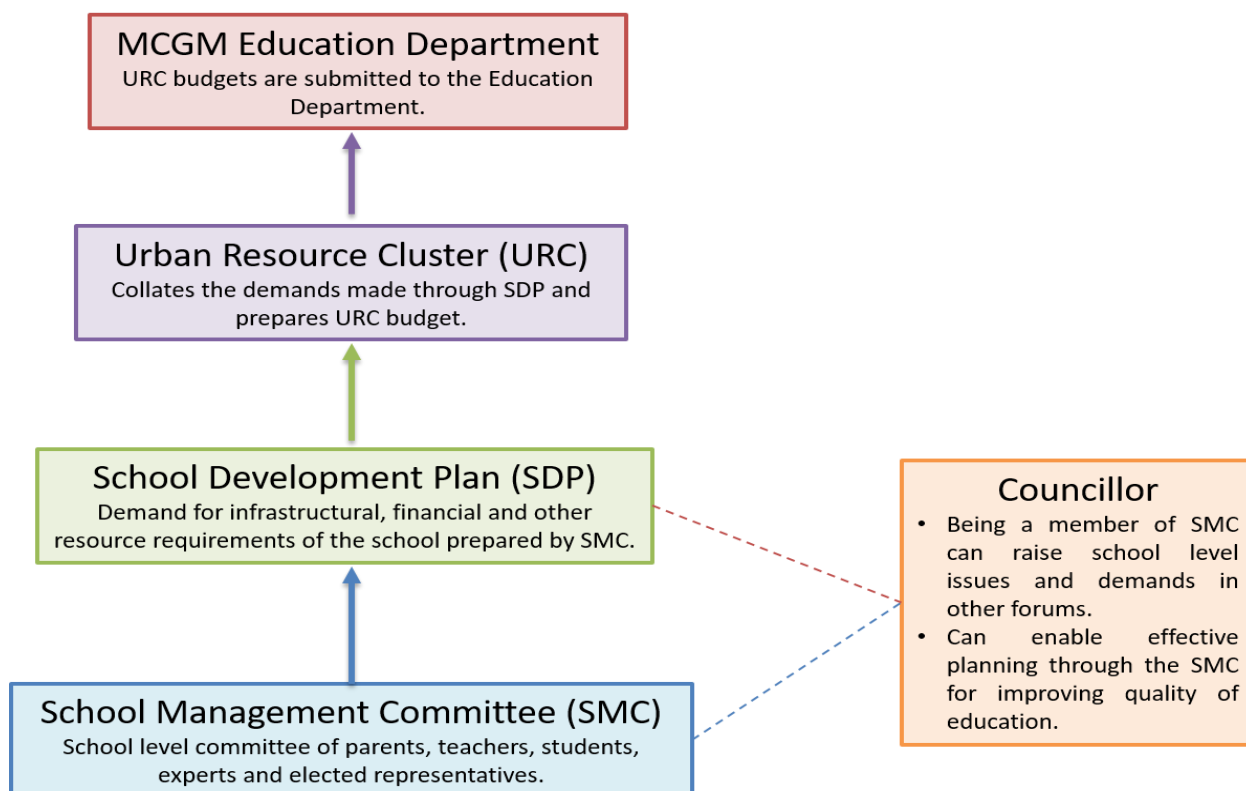 MCGM Education Department
URC budgets are submitted to the Education
Department.
Urban Resource Cluster (URC)
Collates the demands made through SDP and
prepares URC budget.
School Development Plan (SDP)
Demand for infrastructural, financial and other
resource requirements of the school prepared by SMC.
School Management Committee (SMC)
School level committee of parents, teachers, students,
experts and elected representatives.
Councillor
• Being a member of SMC
can raise school level
issues and demands in
other forums.
• Can enable effective
planning through the SMC
for improving quality of
education.